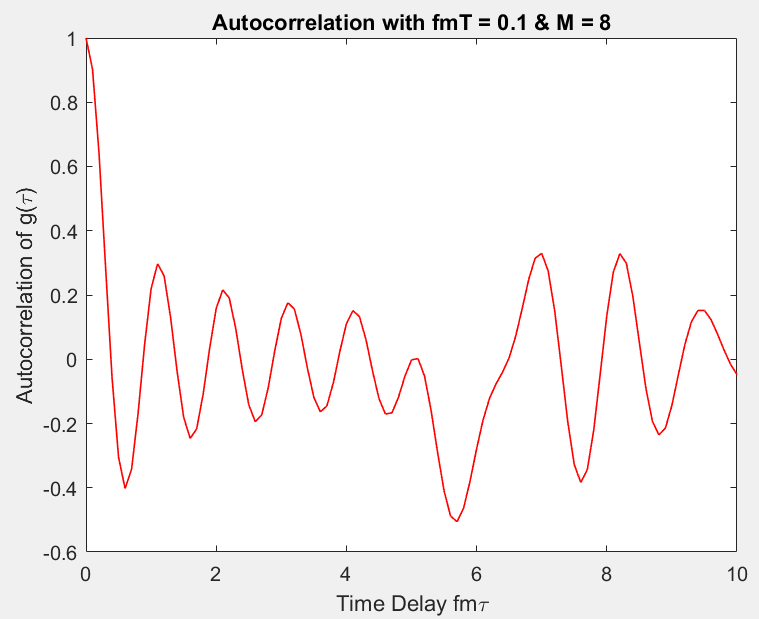 Autocorrelation with fmT = 0.1 & M = 8
Autocorrelation of g(τ)
1
0.8
0.6
0.4
0.2
0
-0.2
-0.4
-0.6
0 2 4 6 8 10
Time Delay fmτ